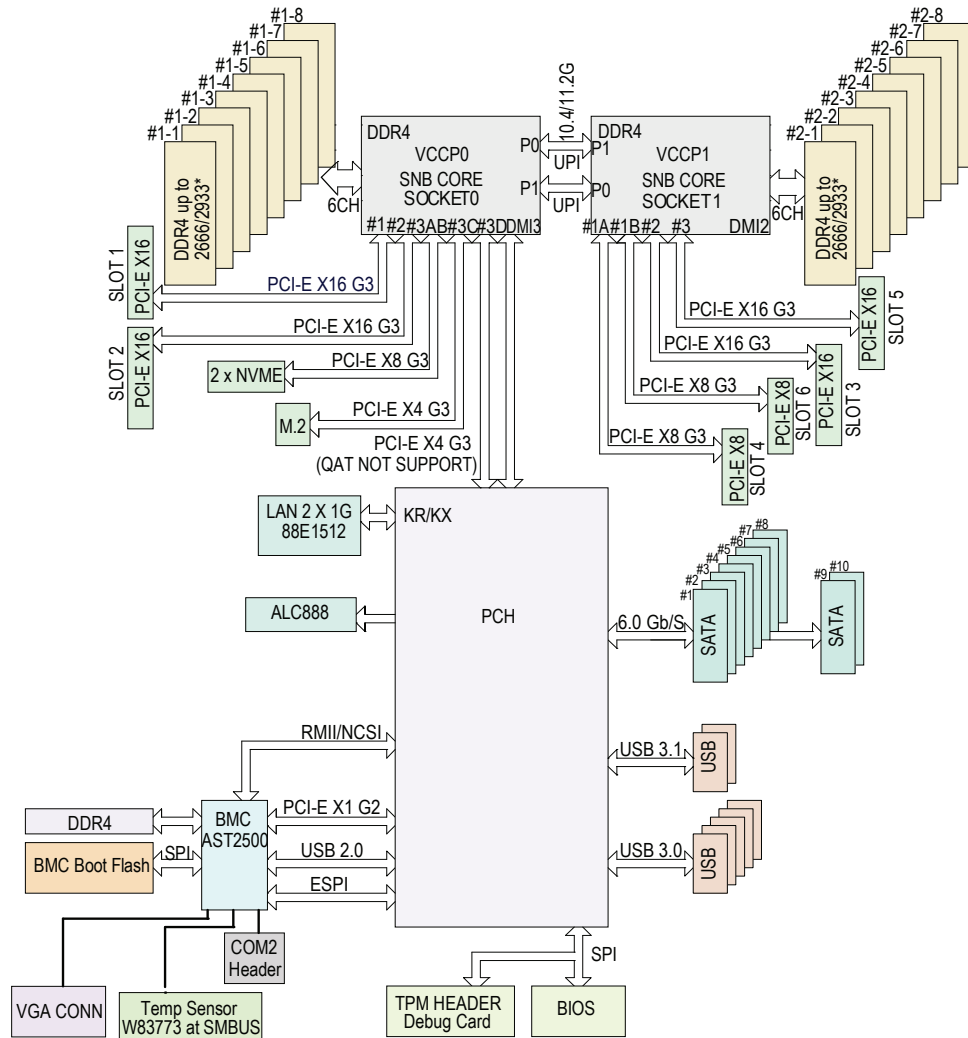 #1-8
#1-7
#1-6
#1-5
#1-4
#1-3
#1-2
#1-1
DDR4 up to
2666/2933*
6CH
DDR4
VCCP0
SNB CORE
SOCKET0
P0
P1
#1
#2
#3AB
#3C
#3D
DMI3
10.4/11.2G
UPI
UPI
P1
P0
DDR4
VCCP1
SNB CORE
SOCKET1
#1A
#1B
#2
#3
DMI2
6CH
#2-8
#2-7
#2-6
#2-5
#2-4
#2-3
#2-2
#2-1
DDR4 up to
2666/2933*
SLOT 1
PCI-E X16
PCI-E X16 G3
SLOT 2
PCI-E X16
PCI-E X16 G3
2 x NVME
PCI-E X8 G3
M.2
PCI-E X4 G3
PCI-E X4 G3
(QAT NOT SUPPORT)
PCI-E X16 G3
PCI-E X16
SLOT 5
PCI-E X16 G3
PCI-E X16
SLOT 3
PCI-E X8 G3
PCI-E X8
SLOT 6
PCI-E X8 G3
PCI-E X8
SLOT 4
LAN 2 X 1G
88E1512
KR/KX
ALC888
PCH
6.0 Gb/S
#1
#2
#3
#4
#5
#6
#7
#8
SATA
#9
#10
SATA
RMII/NCSI
USB 3.1
USB
DDR4
BMC
AST2500
PCI-E X1 G2
BMC Boot Flash
SPI
USB 2.0
ESPI
USB 3.0
USB
COM2
Header
VGA CONN
Temp Sensor
W83773 at SMBUS
SPI
TPM HEADER
Debug Card
BIOS